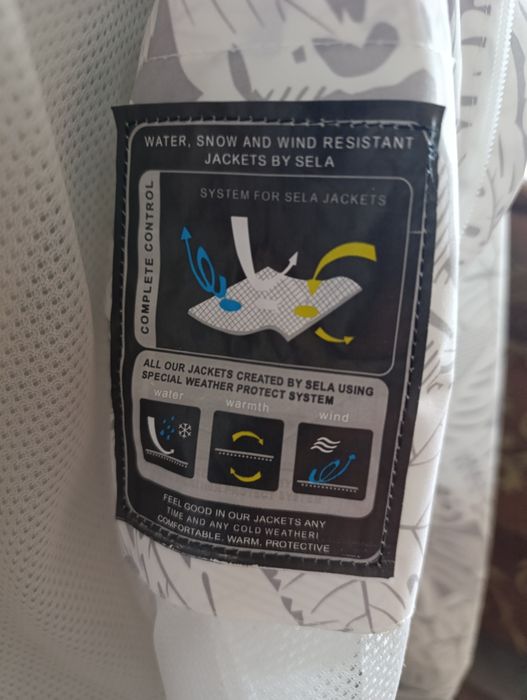 WATER, SNOW AND WIND RESISTANT
JACKETS BY SELA
COMPLETE CONTROL
SYSTEM FOR SELA JACKETS
ALL OUR JACKETS CREATED BY SELA USING
SPECIAL WEATHER PROTECT SYSTEM
water
warmth
wind
FEEL GOOD IN OUR JACKETS ANY
TIME AND ANY COLD WEATHER!
COMFORTABLE, WARM, PROTECTIVE